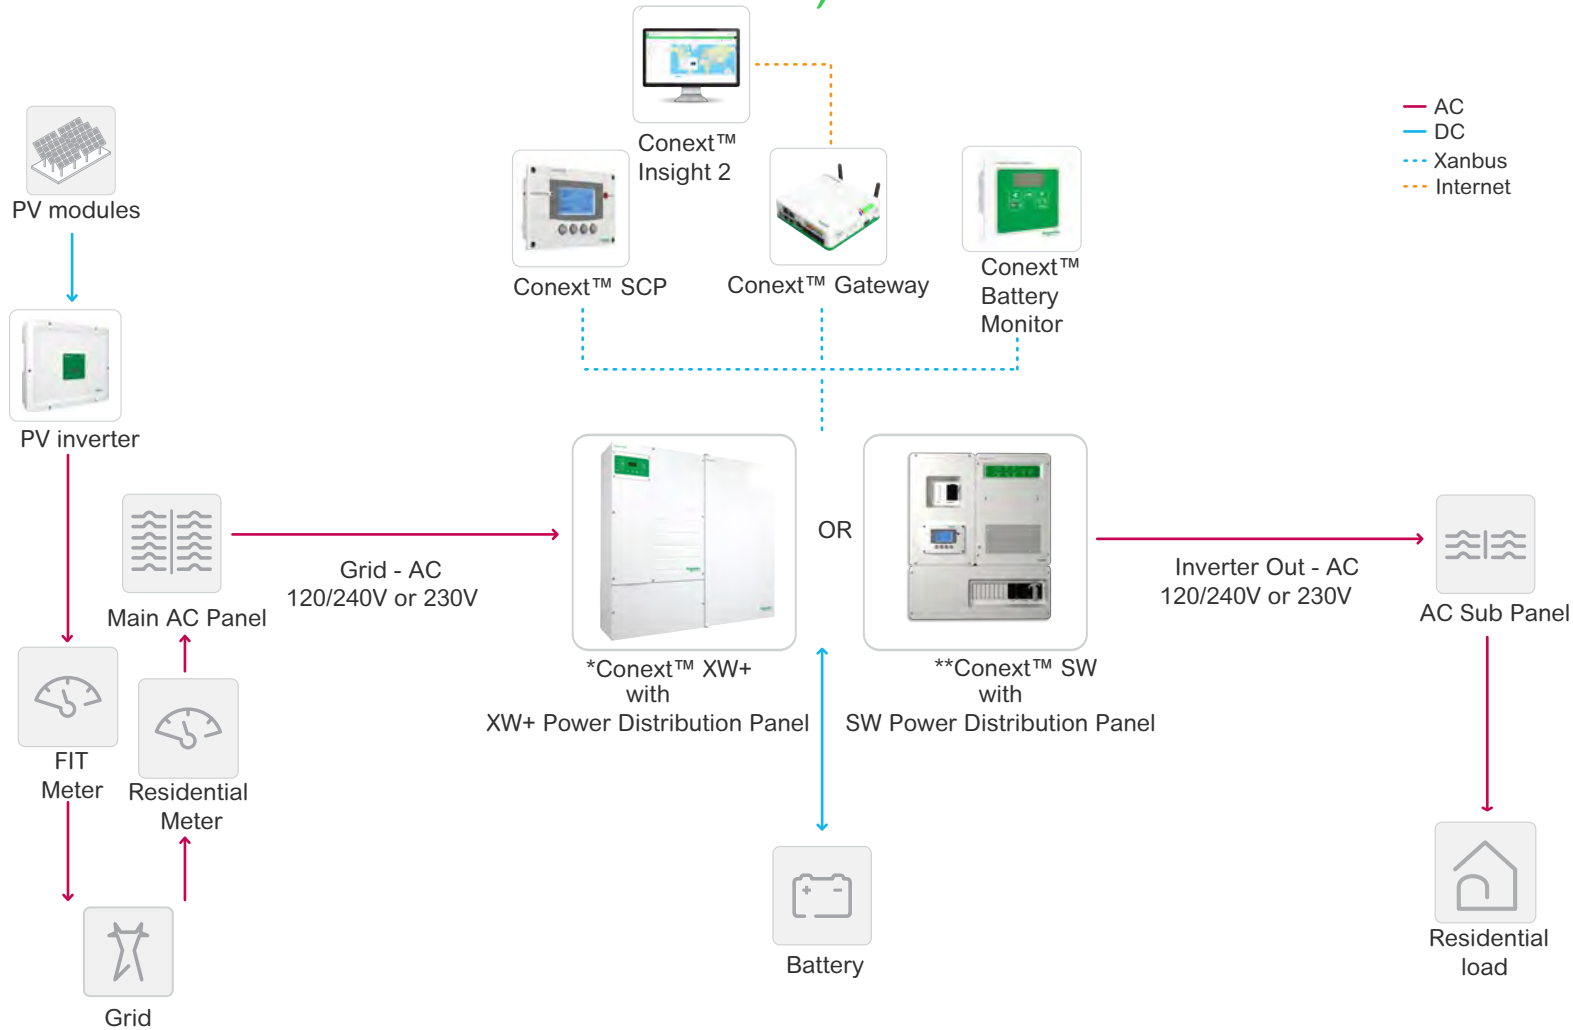 Conext™
Insight 2
AC
DC
Xanbus
Internet
PV modules
Conext™ SCP
Conext™ Gateway
Conext™
Battery
Monitor
PV inverter
OR
Grid - AC
120/240V or 230V
Inverter Out - AC
120/240V or 230V
Main AC Panel
AC Sub Panel
*Conext™ XW+
with
XW+ Power Distribution Panel
**Conext™ SW
with
SW Power Distribution Panel
FIT
Meter
Residential
Meter
Battery
Residential
load
Grid